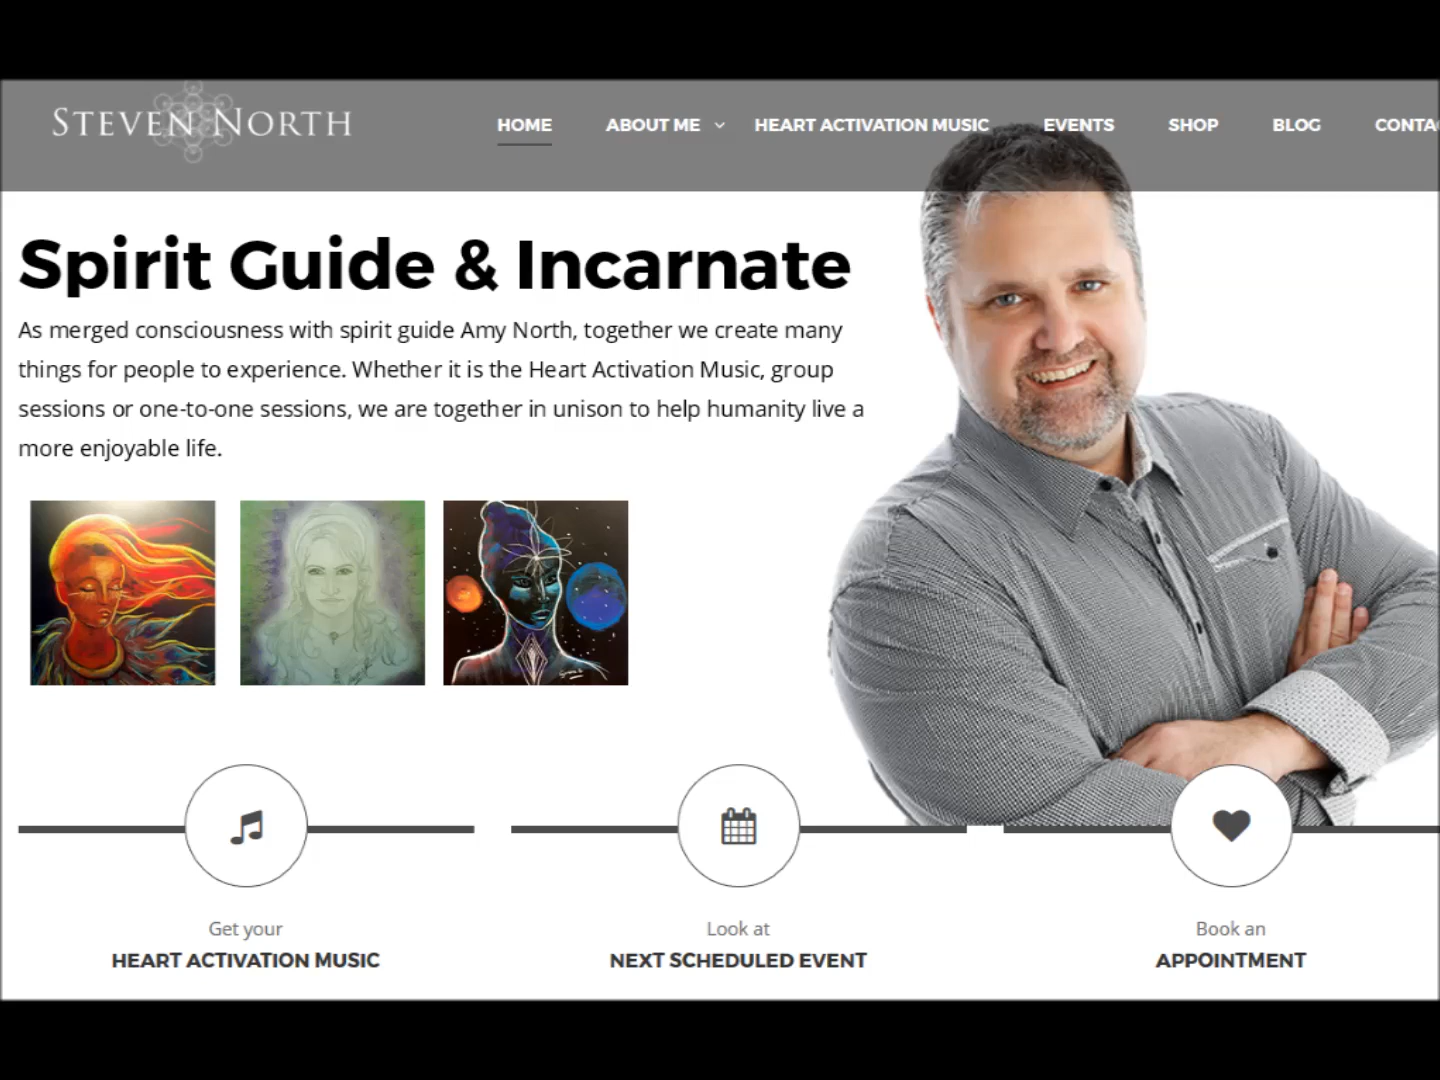 STEVEN NORTH
HOME ABOUT ME HEART ACTIVATION MUSIC EVENTS SHOP BLOG
Spirit Guide & Incarnate
As merged consciousness with spirit guide Amy North, together we create many
things for people to experience. Whether it is the Heart Activation Music, group
sessions or one-to-one sessions, we are together in unison to help humanity live a
more enjoyable life.
Get your
HEART ACTIVATION MUSIC
Look at
NEXT SCHEDULED EVENT
Book an
APPOINTMENT